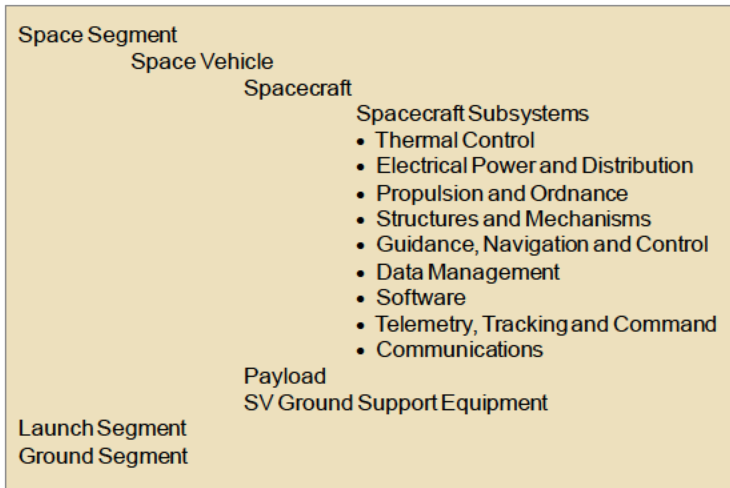 Space Segment
Space Vehicle
Spacecraft
Spacecraft Subsystems
• Thermal Control
• Electrical Power and Distribution
• Propulsion and Ordnance
• Structures and Mechanisms
• Guidance, Navigation and Control
• Data Management
• Software
• Telemetry, Tracking and Command
• Communications
Payload
SV Ground Support Equipment
Launch Segment
Ground Segment